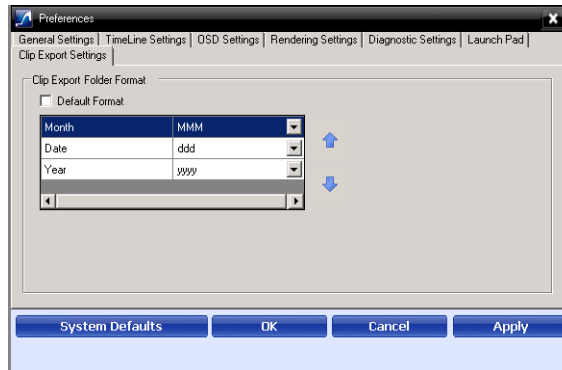 Preferences
General Settings TimeLine Settings OSD Settings Rendering Settings Diagnostic Settings Launch Pad
Clip Export Settings
Clip Export Folder Format
Default Format
Month MMM
Date ddd
Year yyyy
System Defaults OK Cancel Apply